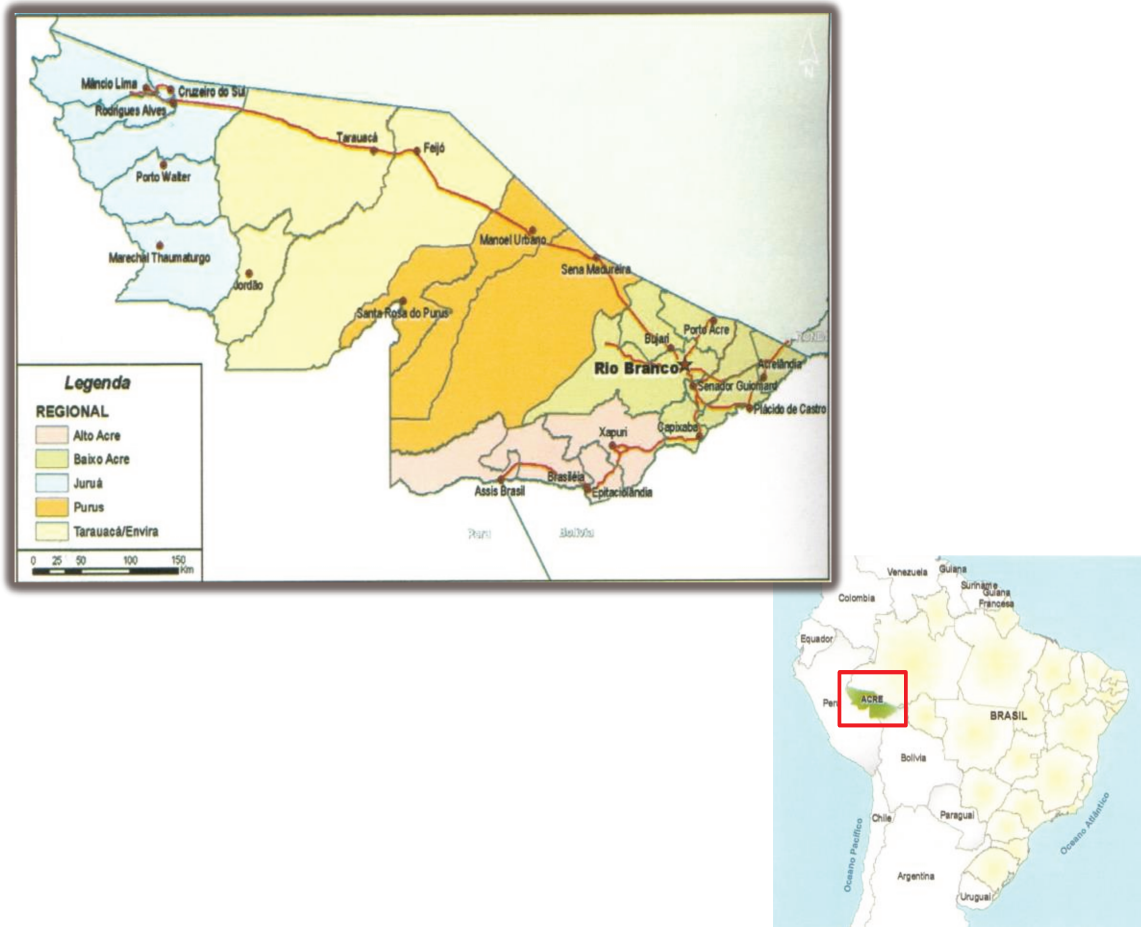 N
Mâncio Lima
Cruzeiro do Sul
Rodrigues Alves
Tarauacá
Feijó
Porto Walter
Manoel Urbano
Marechal Thaumaturgo
Sena Madureira
Jordão
Santa Rosa do Purus
Porto Acre
Bujari
Rio Branco
Acrelândia
Senador Guiomard
Plácido de Castro
Capixaba
Xapuri
Brasiléia
Assis Brasil
Epitaciolândia
Peru
Bolívia
Legenda
REGIONAL
Alto Acre
Baixo Acre
Juruá
Purus
Tarauacá/Envira
0 25 50 100 150
Km
Venezuela
Guiana
Suriname
Guiana
Francesa
Colombia
Equador
Peru
ACRE
BRASIL
Bolívia
Paraguai
Chile
Argentina
Uruguai
Oceano Pacífico
Oceano Atlântico